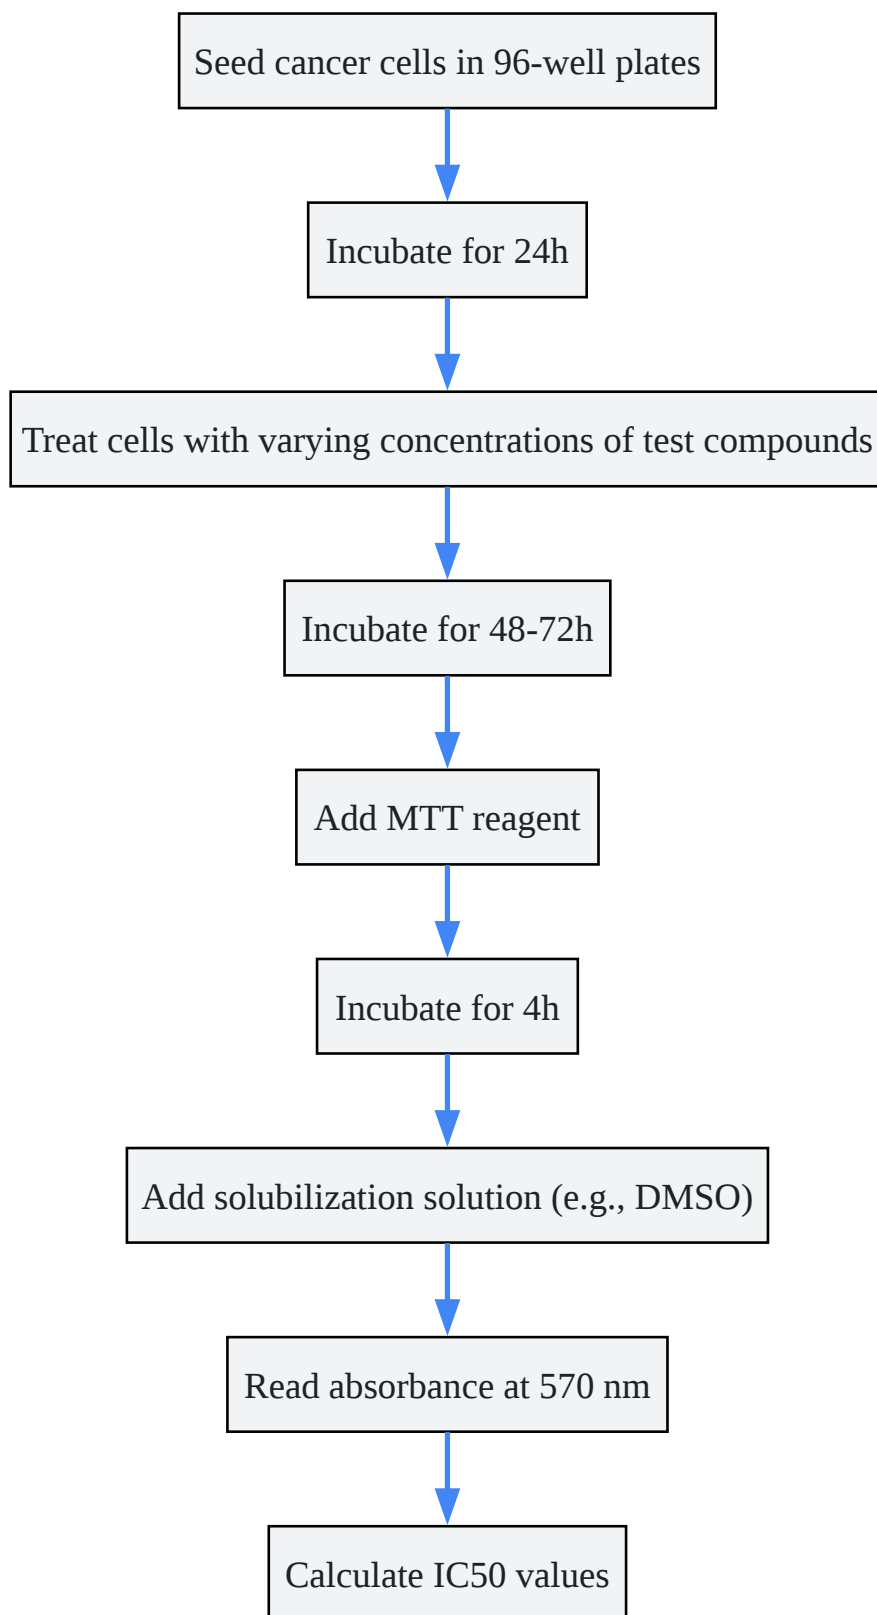 Seed cancer cells in 96-well plates
Incubate for 24h
Treat cells with varying concentrations of test compounds
Incubate for 48-72h
Add MTT reagent
Incubate for 4h
Add solubilization solution (e.g., DMSO)
Read absorbance at 570 nm
Calculate IC50 values